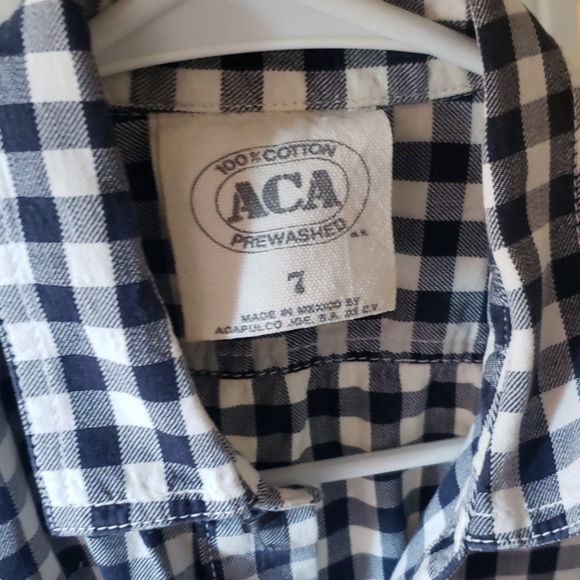 100% COTTON
ACA
PREWASHED
M.R.
7
MADE IN MEXICO BY
ACAPULCO JOE, S.A. DE C.V